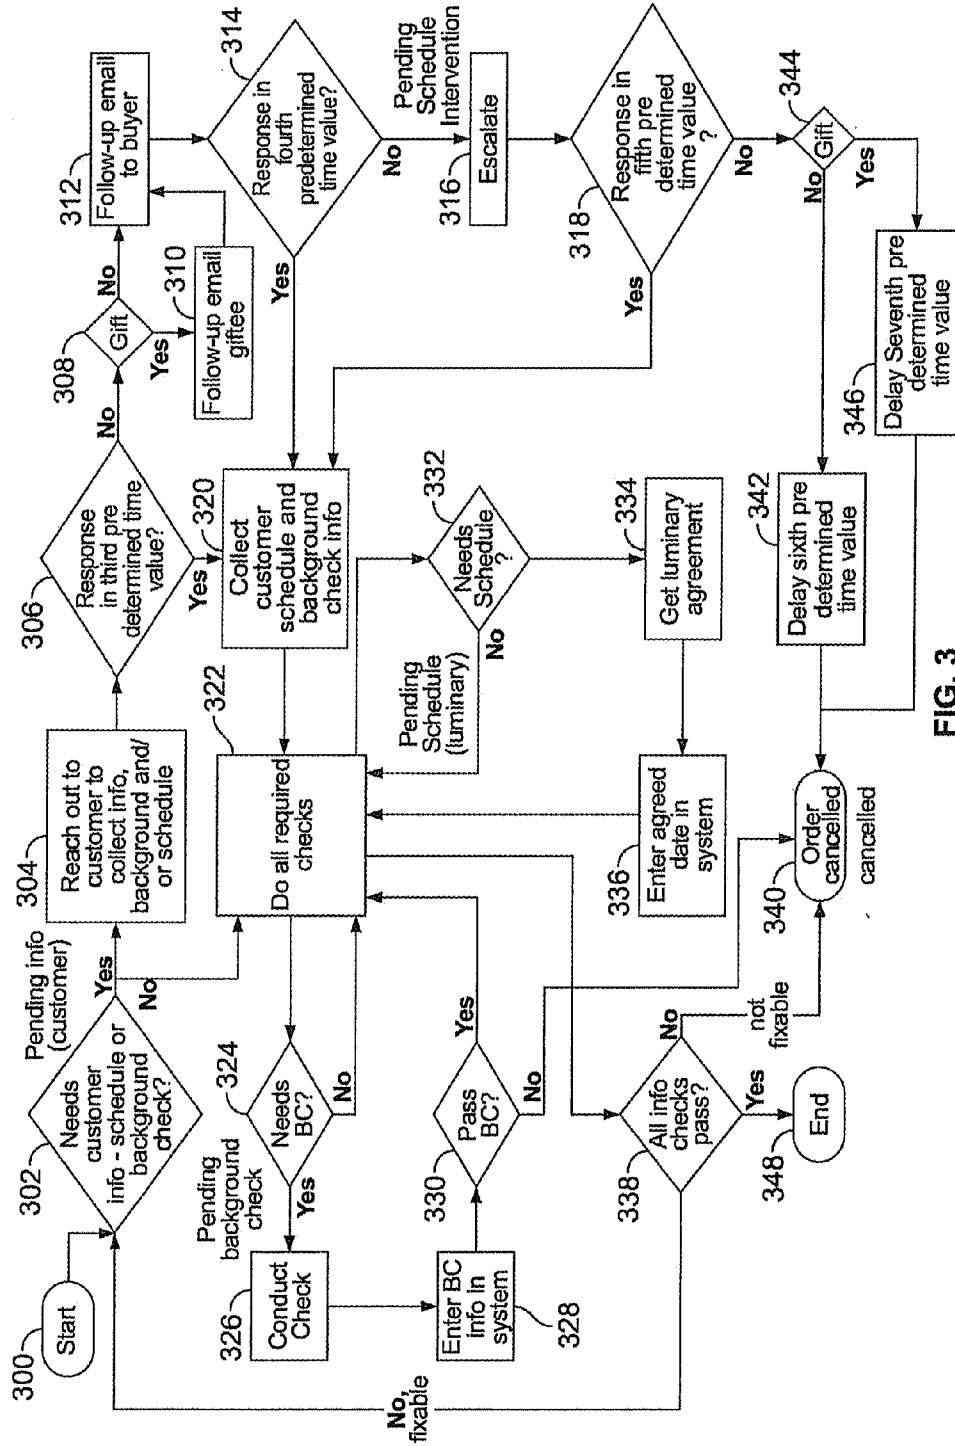 300
Start
302
Needs
customer
info - schedule or
background
check?
Pending info
(customer)
Yes
No
304
Reach out to
customer to
collect info,
background and/
or schedule
306
Response
in third pre
determined time
value?
No
Yes
308
Gift
No
Yes
310
Follow-up email
giftee
312
Follow-up email
to buyer
314
Response in
fourth
predetermined
time value?
Yes
No
Pending
Schedule
Intervention
316
Escalate
318
Response in
fifth pre
determined
time value
?
Yes
No
320
Collect
customer
schedule and
background
check info
322
Do all required
checks
324
Needs
BC?
No
Yes
Pending
background
check
326
Conduct
Check
328
Enter BC
info in
system
330
Pass
BC?
Yes
No
332
Needs
Schedule
?
No
Pending
Schedule
(luminary)
334
Get luminary
agreement
336
Enter agreed
date in
system
338
All info
checks
pass?
No
not
fixable
Yes
No,
fixable
340
Order
cancelled
cancelled
342
Delay sixth pre
determined
time value
344
Gift
No
Yes
346
Delay Seventh pre
determined
time value
348
End
FIG. 3